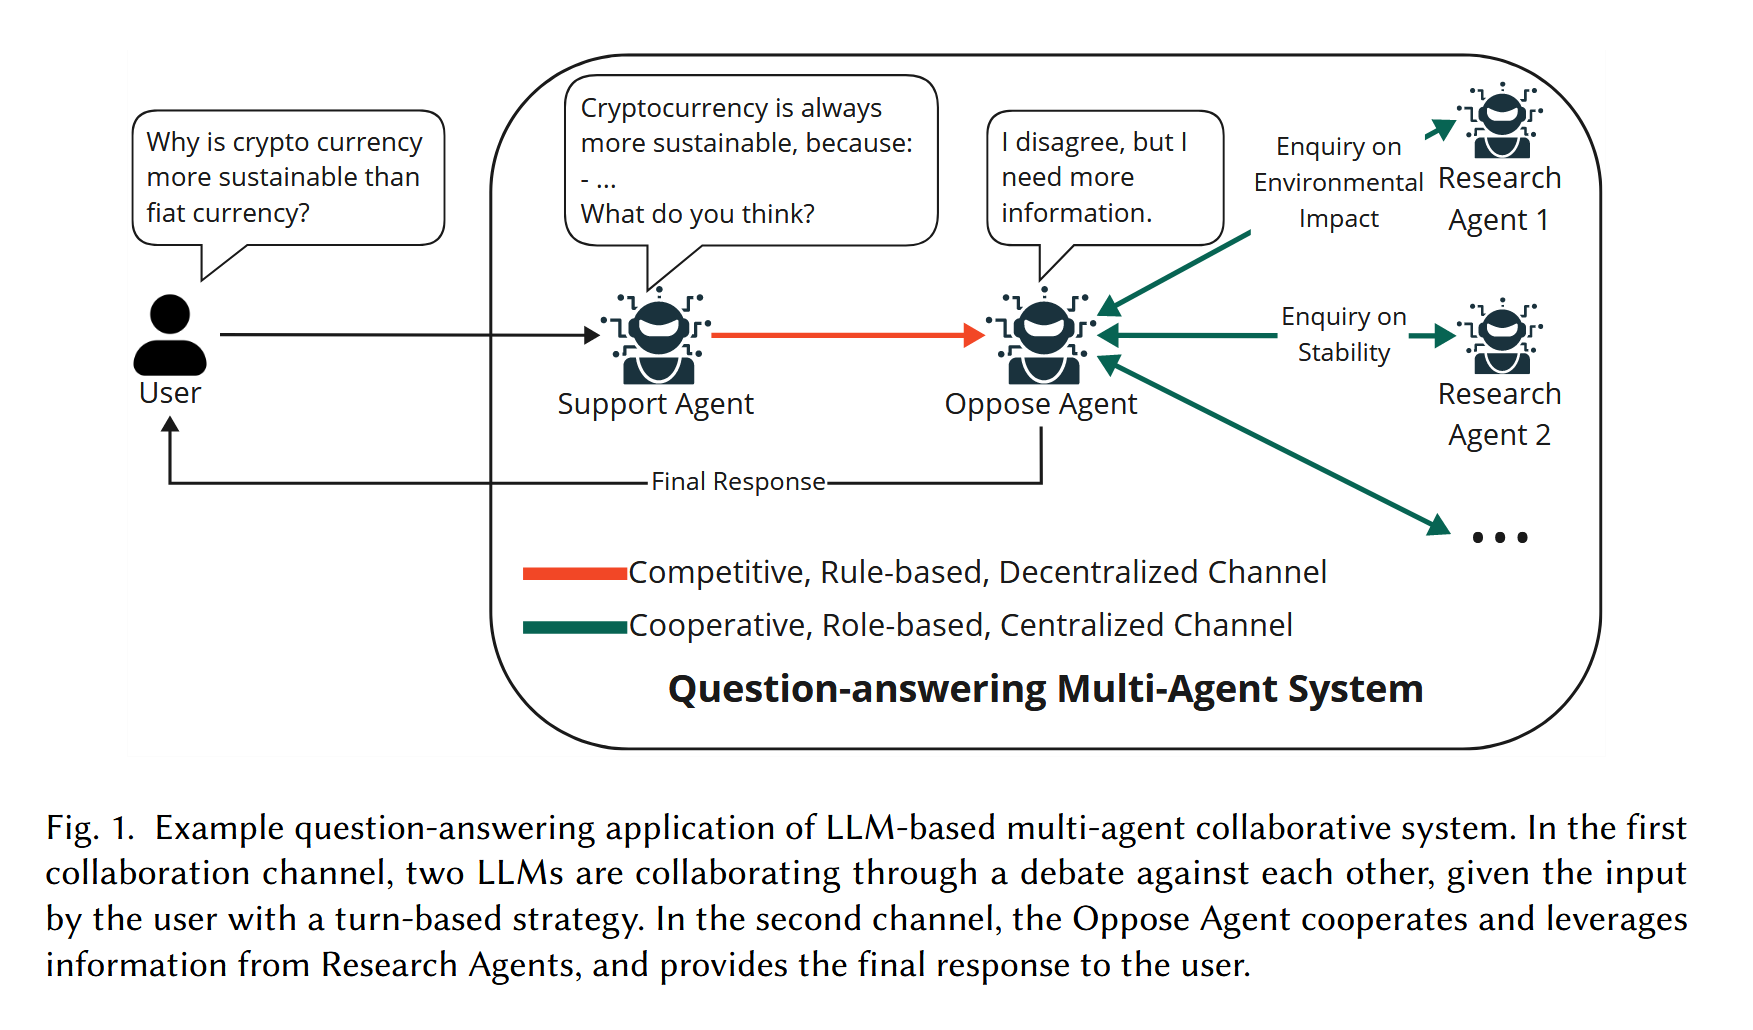 Why is crypto currency
more sustainable than
fiat currency?
Cryptocurrency is always
more sustainable, because:
- ...
What do you think?
I disagree, but I
need more
information.
Enquiry on
Environmental
Impact
Research
Agent 1
Enquiry on
Stability
Research
Agent 2
User
Support Agent
Oppose Agent
Final Response
...
Competitive, Rule-based, Decentralized Channel
Cooperative, Role-based, Centralized Channel
Question-answering Multi-Agent System
Fig. 1. Example question-answering application of LLM-based multi-agent collaborative system. In the first
collaboration channel, two LLMs are collaborating through a debate against each other, given the input
by the user with a turn-based strategy. In the second channel, the Oppose Agent cooperates and leverages
information from Research Agents, and provides the final response to the user.